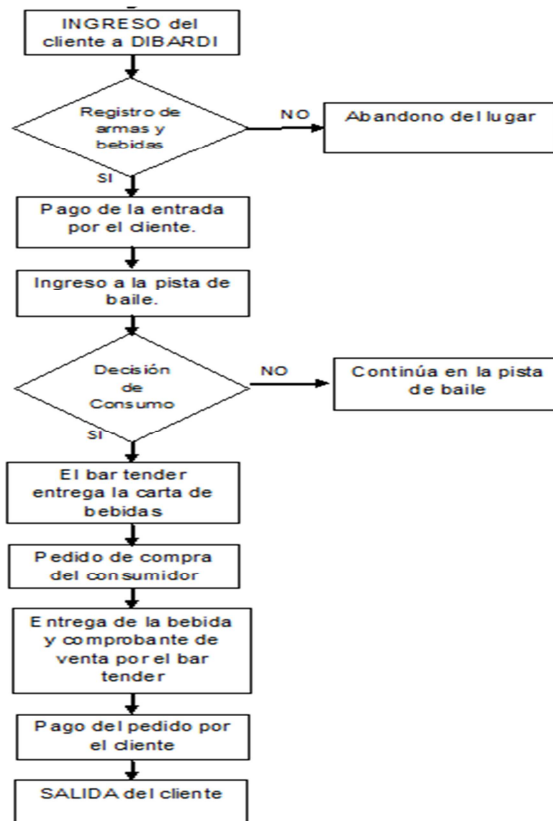 INGRESO del
cliente a DIBARDI
Registro de
armas y
bebidas
NO
Abandono del lugar
SI
Pago de la entrada
por el cliente.
Ingreso a la pista de
baile.
Decisión
de
Consumo
NO
Continúa en la pista
de baile
SI
El bar tender
entrega la carta de
bebidas
Pedido de compra
del consumidor
Entrega de la bebida
y comprobante de
venta por el bar
tender
Pago del pedido por
el cliente
SALIDA del cliente